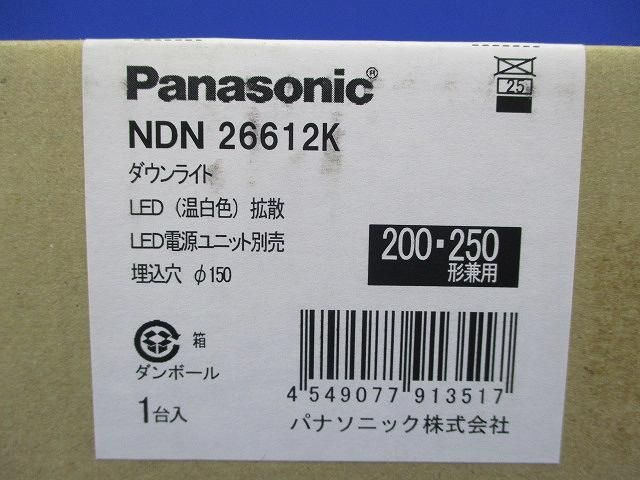 Panasonic®
25
NDN 26612K
ダウンライト
LED（温白色）拡散
LED電源ユニット別売
埋込穴 φ150
200・250
形兼用
箱
ダンボール
1台入
4 549077 913517
パナソニック株式会社